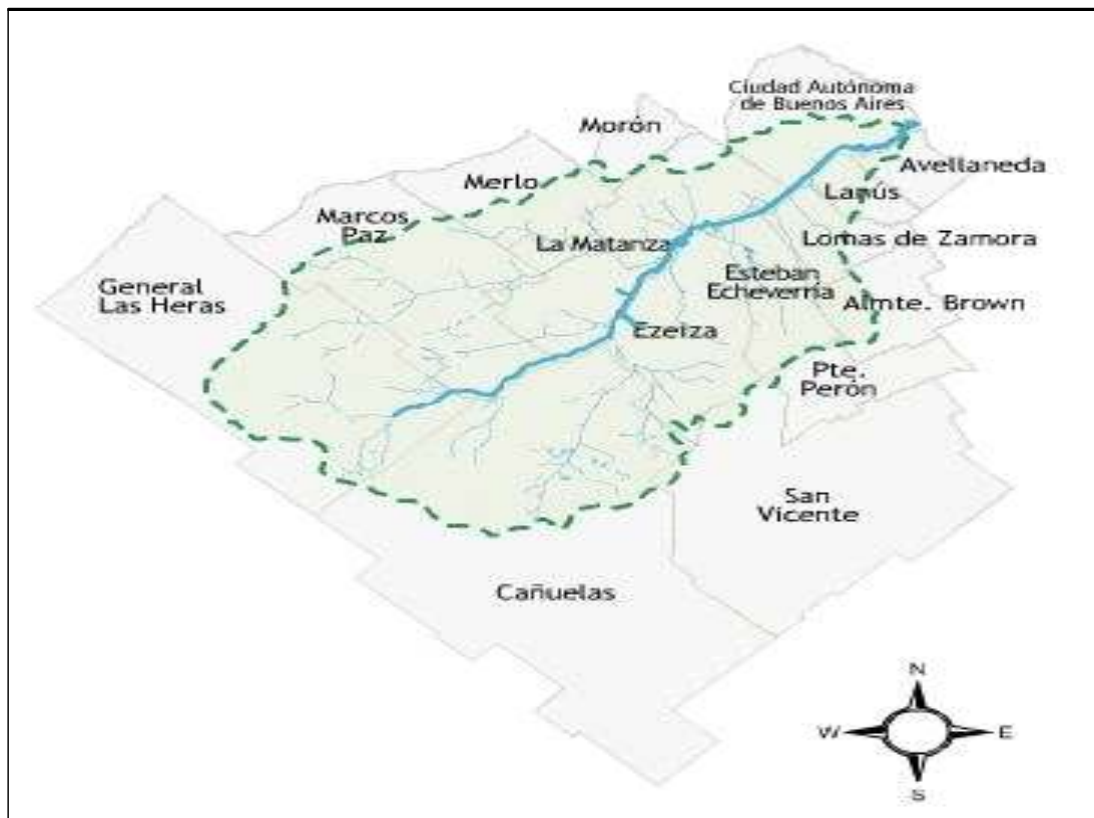 Ciudad Autónoma
de Buenos Aires
Morón
Avellaneda
Merlo
Lanús
Marcos
Paz
La Matanza
Lomas de Zamora
General
Las Heras
Esteban
Echeverría
Almte. Brown
Ezeiza
Pte.
Perón
San
Vicente
Cañuelas
N
W
E
S